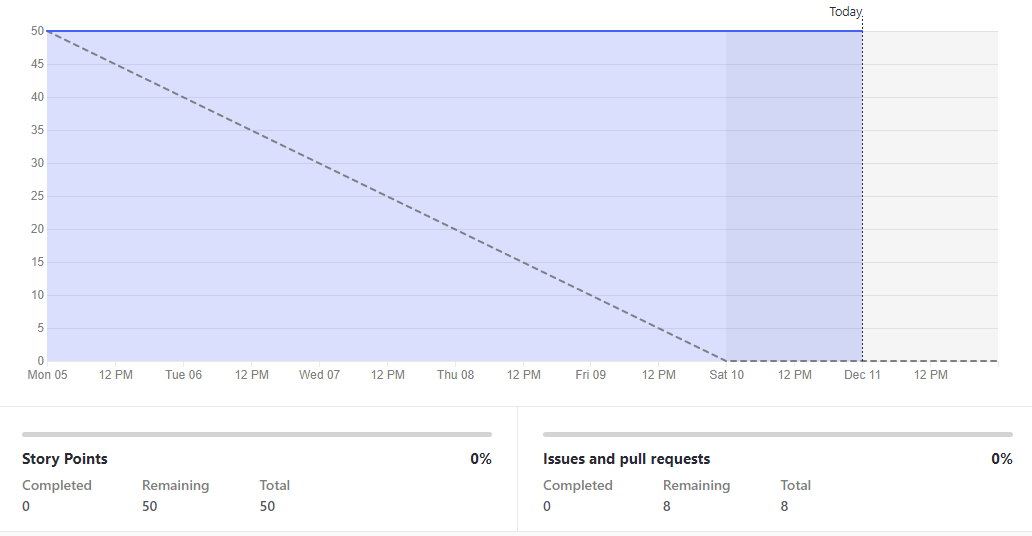 Today
50
45
40
35
30
25
20
15
10
5
0
Mon 05 12 PM Tue 06 12 PM Wed 07 12 PM Thu 08 12 PM Fri 09 12 PM Sat 10 12 PM Dec 11 12 PM
Story Points 0%
Completed Remaining Total
0 50 50
Issues and pull requests 0%
Completed Remaining Total
0 8 8